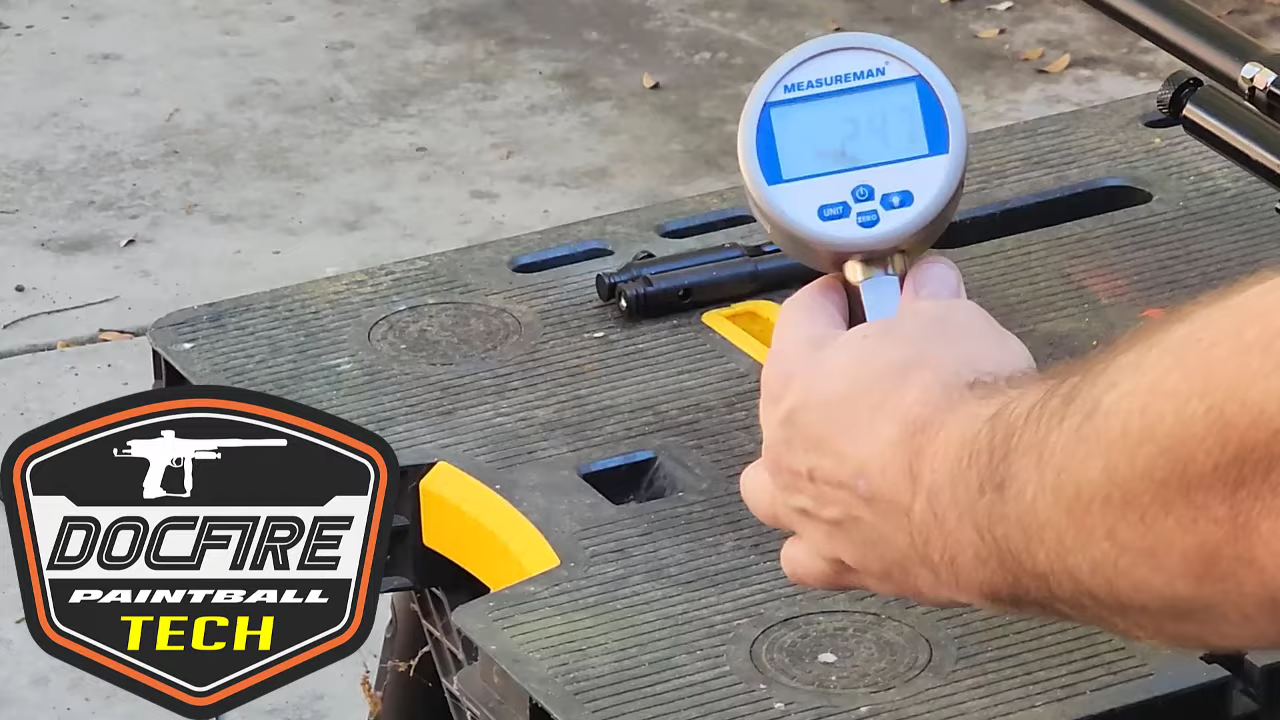 MEASUREMAN®
UNIT
ZERO
DOCFIRE
PAINTBALL
TECH